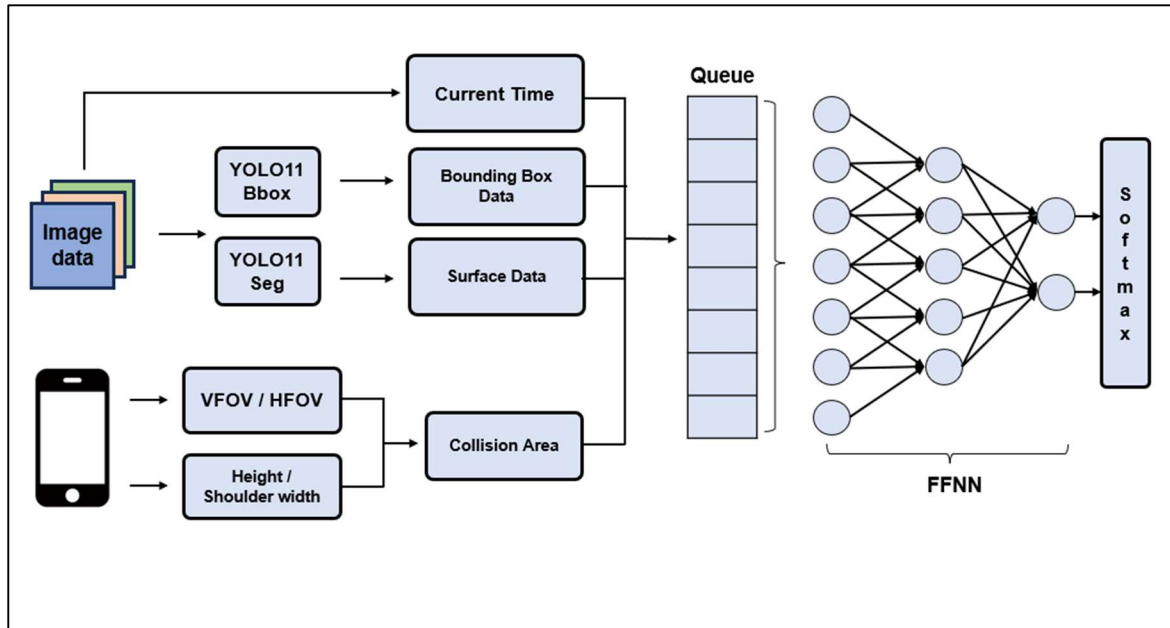 Current Time
Queue
YOLO11
Bbox
Bounding Box
Data
Image
data
YOLO11
Seg
Surface Data
VFOV / HFOV
Height /
Shoulder width
Collision Area
FFNN
Softmax